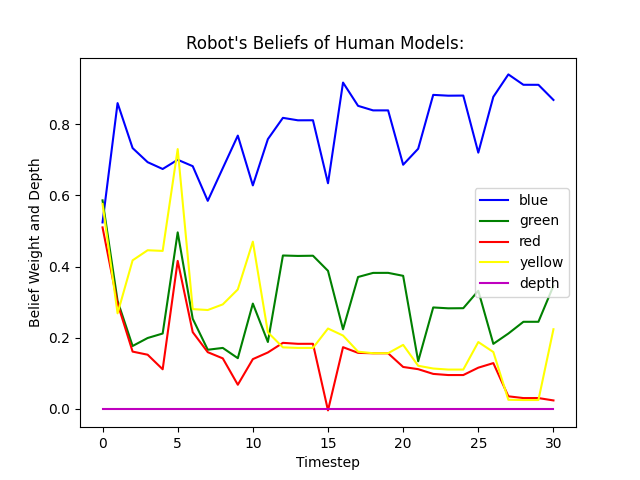 Robot's Beliefs of Human Models:
Belief Weight and Depth
0.8
0.6
0.4
0.2
0.0
blue
green
red
yellow
depth
0 5 10 15 20 25 30
Timestep